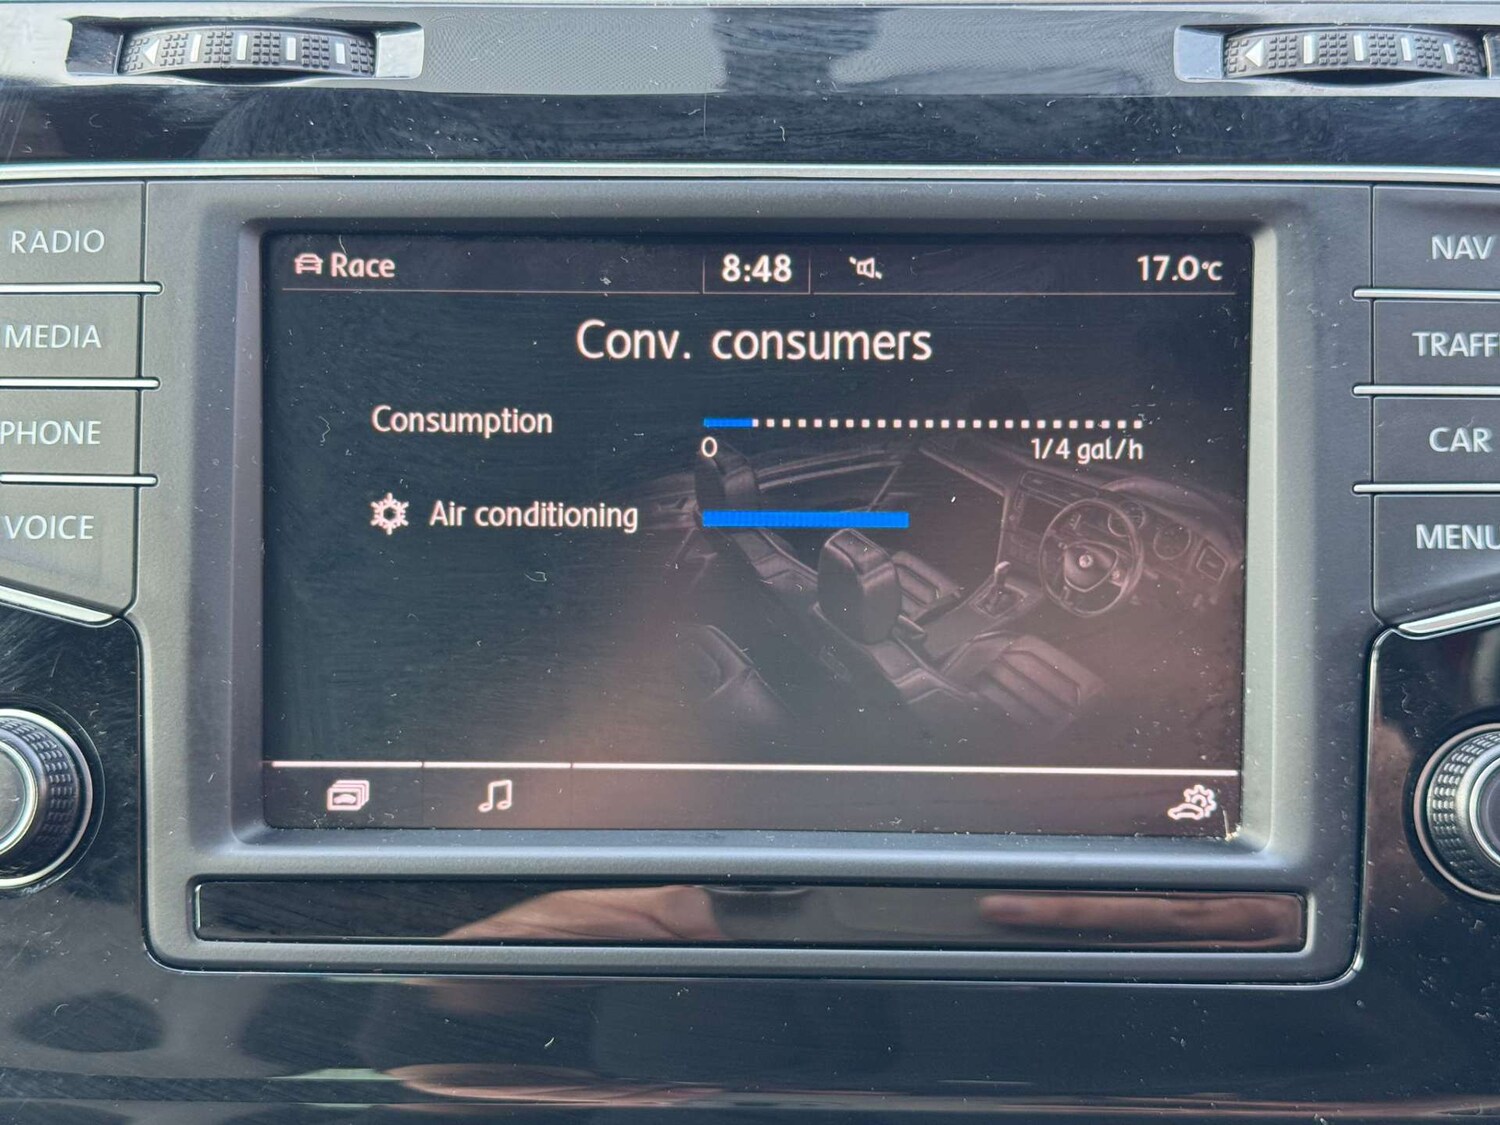 RADIO
MEDIA
PHONE
VOICE
Race
8:48
17.0°C
Conv. consumers
Consumption
0
1/4 gal/h
Air conditioning
NAV
TRAFF
CAR
MENU